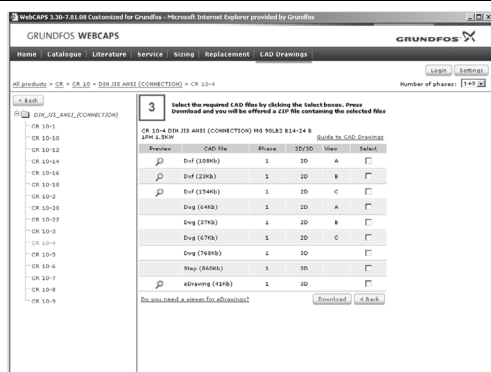 WebCAPS 3.30-7.81.08 Customized for Grundfos - Microsoft Internet Explorer provided by Grundfos
GRUNDFOS WEBCAPS
GRUNDFOS
Home Catalogue Literature Service Sizing Replacement CAD Drawings
Login Settings
All products > CR > CR 10 > DIN JIS ANSI (CONNECTION) > CR 10-4
Number of phases: 1+3
< Back
DIN_JIS_ANSI_(CONNECTION)
CR 10-1
CR 10-10
CR 10-12
CR 10-14
CR 10-16
CR 10-18
CR 10-2
CR 10-20
CR 10-22
CR 10-3
CR 10-4
CR 10-5
CR 10-6
CR 10-7
CR 10-8
CR 10-9
3
Select the required CAD files by clicking the Select boxes. Press
Download and you will be offered a ZIP file containing the selected files
CR 10-4 DIN JIS ANSI (CONNECTION) MG 90LB2 B14-24 B
1PH 1.5KW
Guide to CAD Drawings
Preview CAD file Phase 2D/3D View Select
Dxf (108Kb) 1 2D A
Dxf (23Kb) 1 2D B
Dxf (154Kb) 1 2D C
Dwg (64Kb) 1 2D A
Dwg (37Kb) 1 2D B
Dwg (67Kb) 1 2D C
Dwg (768Kb) 1 3D
Step (860Kb) 1 3D
eDrawing (41Kb) 1 3D
Do you need a viewer for eDrawings?
Download < Back